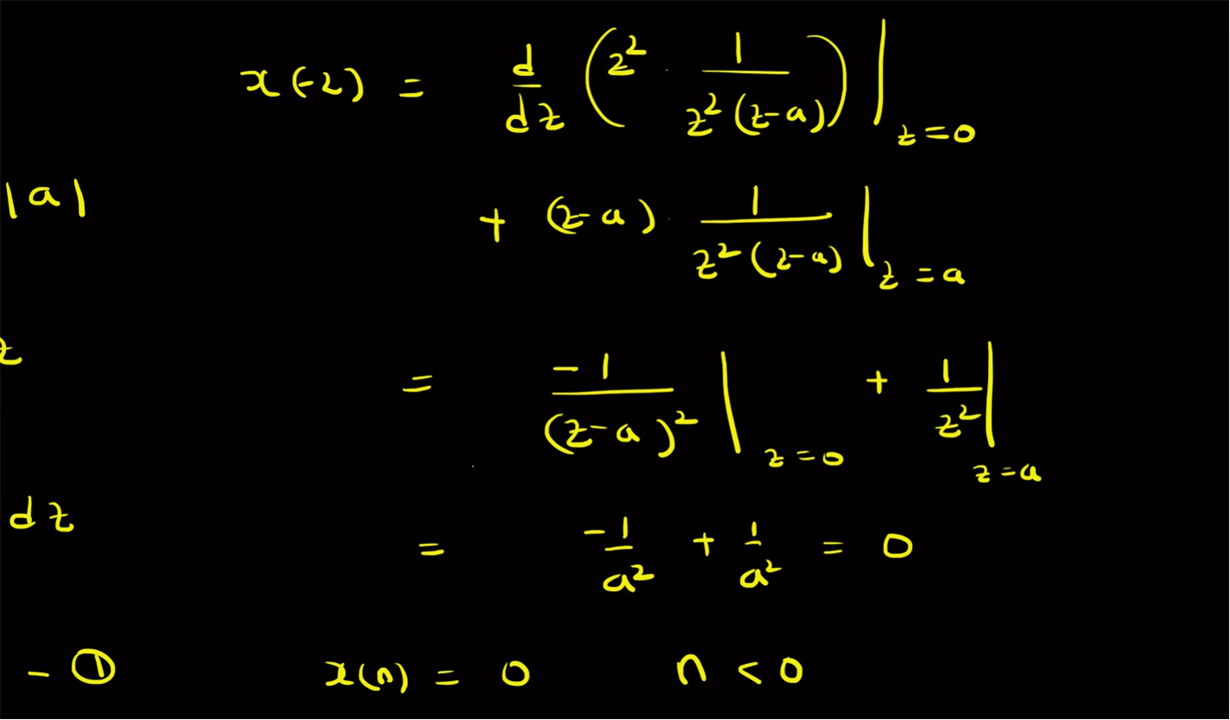 x(-2) = d/dz (z² · 1/(z²(z-a)))|z=0
|a|
+ (z-a) · 1/(z²(z-a))|z=a
z
= -1/(z-a)²|z=0 + 1/z²|z=a
dz
= -1/a² + 1/a² = 0
- ① x(n) = 0 n < 0